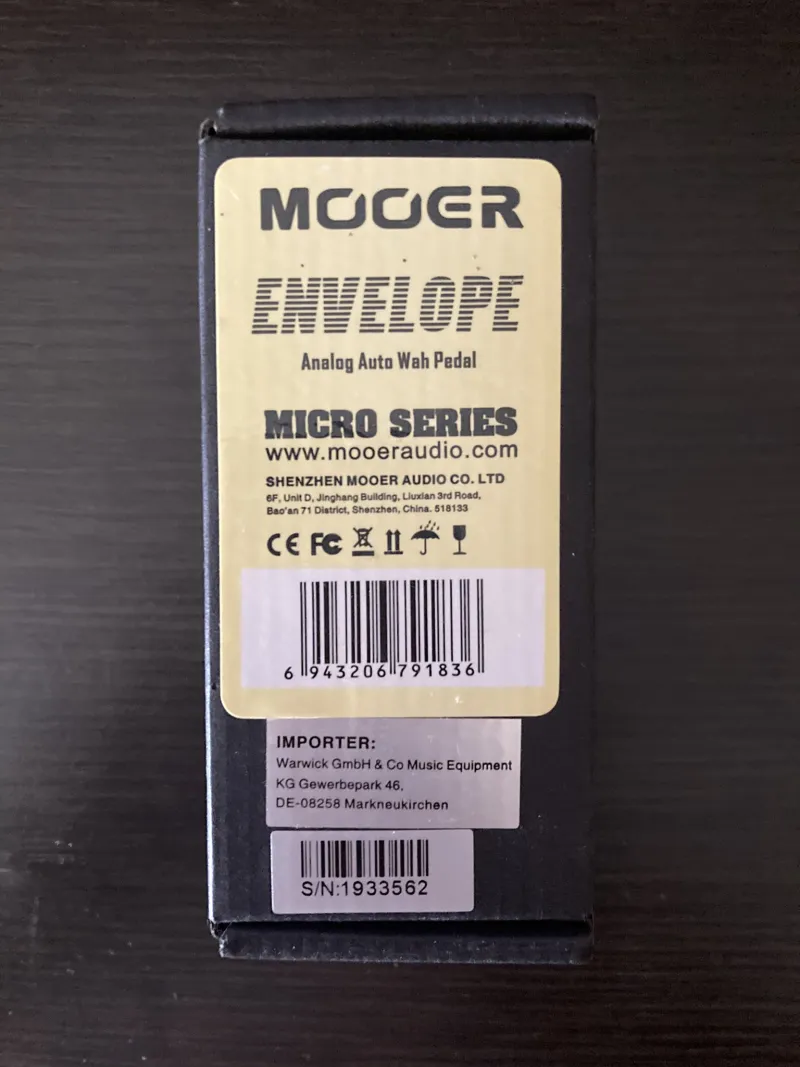 MOOER
ENVELOPE
Analog Auto Wah Pedal
MICRO SERIES
www.mooeraudio.com
SHENZHEN MOOER AUDIO CO. LTD
6F, Unit D, Jinghang Building, Liuxian 3rd Road,
Bao'an 71 District, Shenzhen, China. 518133
CE FC
6 943206 791836
IMPORTER:
Warwick GmbH & Co Music Equipment
KG Gewerbepark 46,
DE-08258 Markneukirchen
S/N:1933562